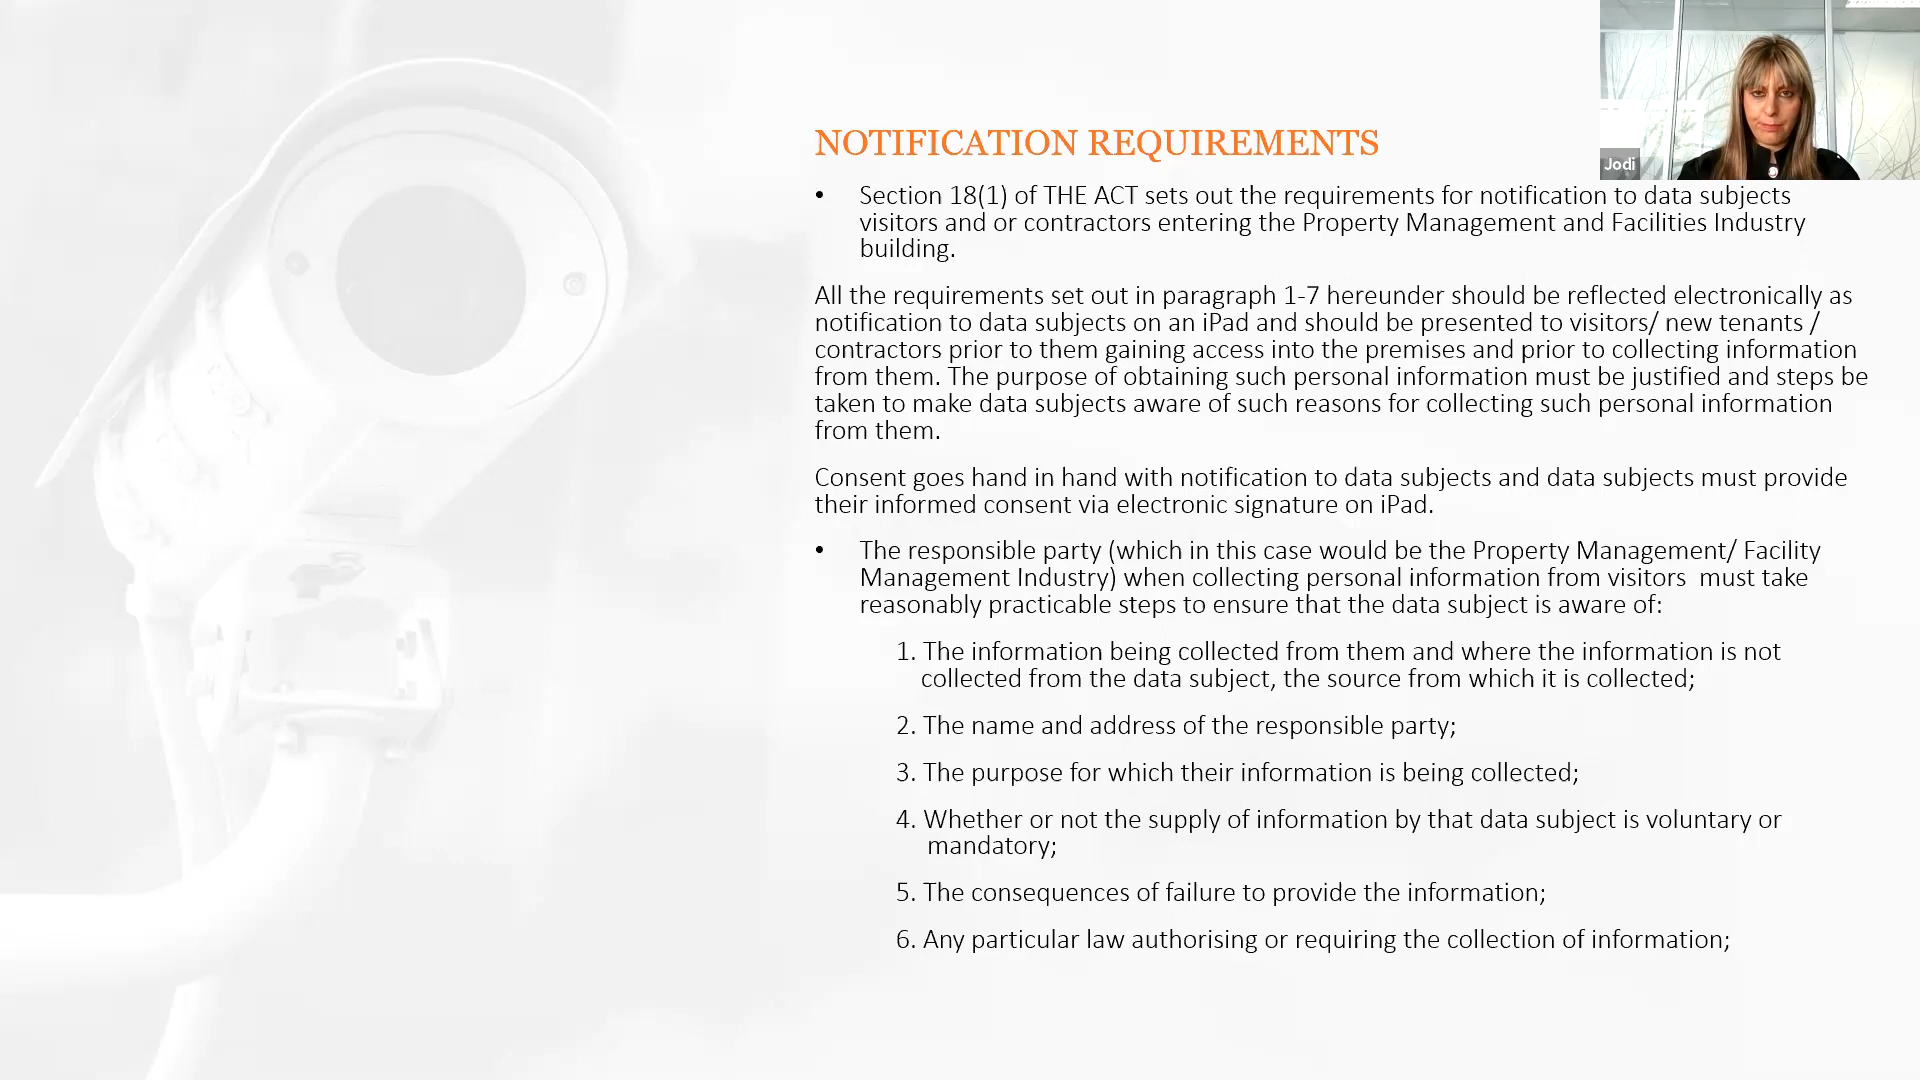 NOTIFICATION REQUIREMENTS
Jodi
• Section 18(1) of THE ACT sets out the requirements for notification to data subjects
visitors and or contractors entering the Property Management and Facilities Industry
building.
All the requirements set out in paragraph 1-7 hereunder should be reflected electronically as
notification to data subjects on an iPad and should be presented to visitors/ new tenants /
contractors prior to them gaining access into the premises and prior to collecting information
from them. The purpose of obtaining such personal information must be justified and steps be
taken to make data subjects aware of such reasons for collecting such personal information
from them.
Consent goes hand in hand with notification to data subjects and data subjects must provide
their informed consent via electronic signature on iPad.
• The responsible party (which in this case would be the Property Management/ Facility
Management Industry) when collecting personal information from visitors  must take
reasonably practicable steps to ensure that the data subject is aware of:
1. The information being collected from them and where the information is not
collected from the data subject, the source from which it is collected;
2. The name and address of the responsible party;
3. The purpose for which their information is being collected;
4. Whether or not the supply of information by that data subject is voluntary or
mandatory;
5. The consequences of failure to provide the information;
6. Any particular law authorising or requiring the collection of information;